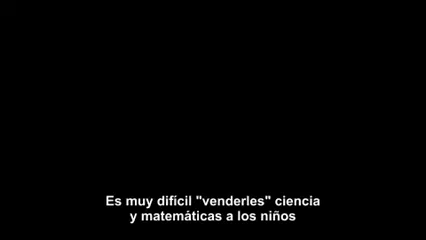 Es muy difícil "venderles" ciencia
y matemáticas a los niños